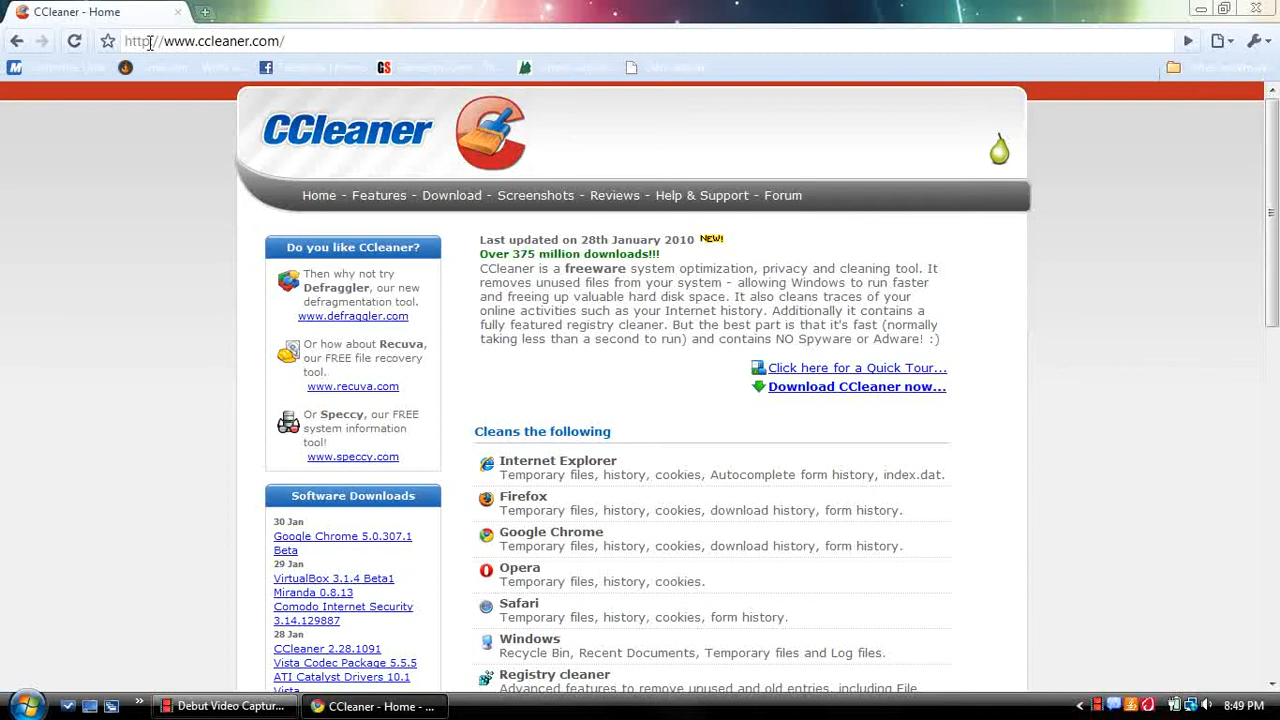 CCleaner - Home
http://www.ccleaner.com/
CCleaner
Home - Features - Download - Screenshots - Reviews - Help & Support - Forum
Do you like CCleaner?
Then why not try
Defraggler, our new
defragmentation tool.
www.defraggler.com
Or how about Recuva,
our FREE file recovery
tool.
www.recuva.com
Or Speccy, our FREE
system information
tool!
www.speccy.com
Software Downloads
30 Jan
Google Chrome 5.0.307.1
Beta
29 Jan
VirtualBox 3.1.4 Beta1
Miranda 0.8.13
Comodo Internet Security
3.14.129887
28 Jan
CCleaner 2.28.1091
Vista Codec Package 5.5.5
ATI Catalyst Drivers 10.1
Vista
Last updated on 28th January 2010 NEW!
Over 375 million downloads!!!
CCleaner is a freeware system optimization, privacy and cleaning tool. It
removes unused files from your system - allowing Windows to run faster
and freeing up valuable hard disk space. It also cleans traces of your
online activities such as your Internet history. Additionally it contains a
fully featured registry cleaner. But the best part is that it's fast (normally
taking less than a second to run) and contains NO Spyware or Adware! :)
Click here for a Quick Tour...
Download CCleaner now...
Cleans the following
Internet Explorer
Temporary files, history, cookies, Autocomplete form history, index.dat.
Firefox
Temporary files, history, cookies, download history, form history.
Google Chrome
Temporary files, history, cookies, download history, form history.
Opera
Temporary files, history, cookies.
Safari
Temporary files, history, cookies, form history.
Windows
Recycle Bin, Recent Documents, Temporary files and Log files.
Registry cleaner
Advanced features to remove unused and old entries, including File
Debut Video Captur...
CCleaner - Home - ...
8:49 PM